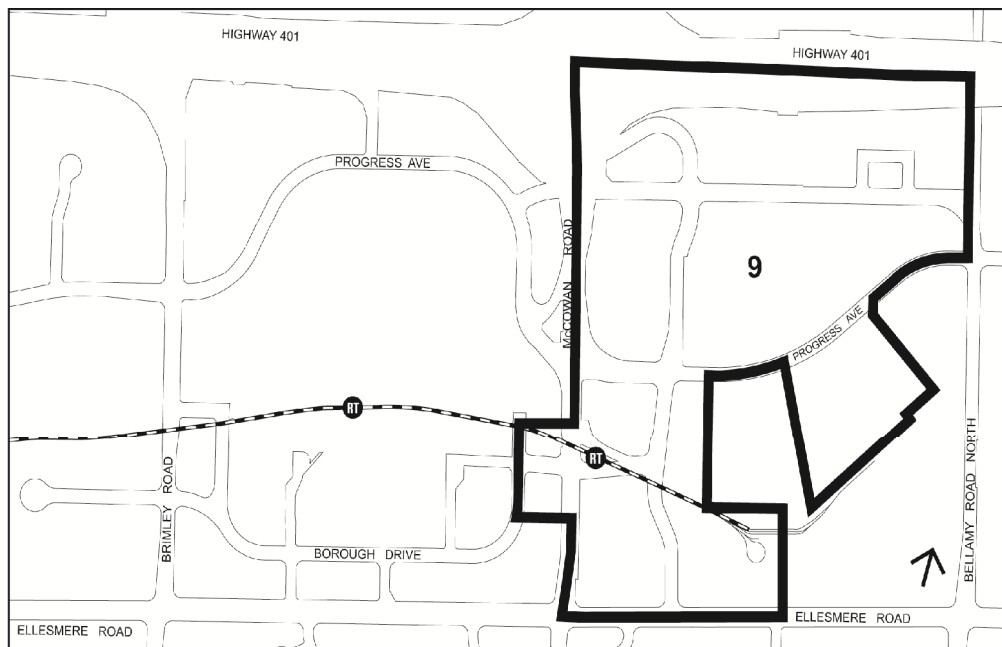 HIGHWAY 401
HIGHWAY 401
PROGRESS AVE
McCOWAN ROAD
9
PROGRESS AVE
RT
RT
BRIMLEY ROAD
BELLAMY ROAD NORTH
BOROUGH DRIVE
ELLESMERE ROAD
ELLESMERE ROAD